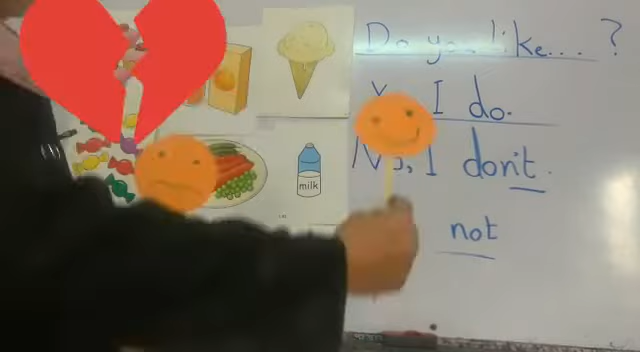 Do you like... ?
I do.
No, I don't.
not
milk